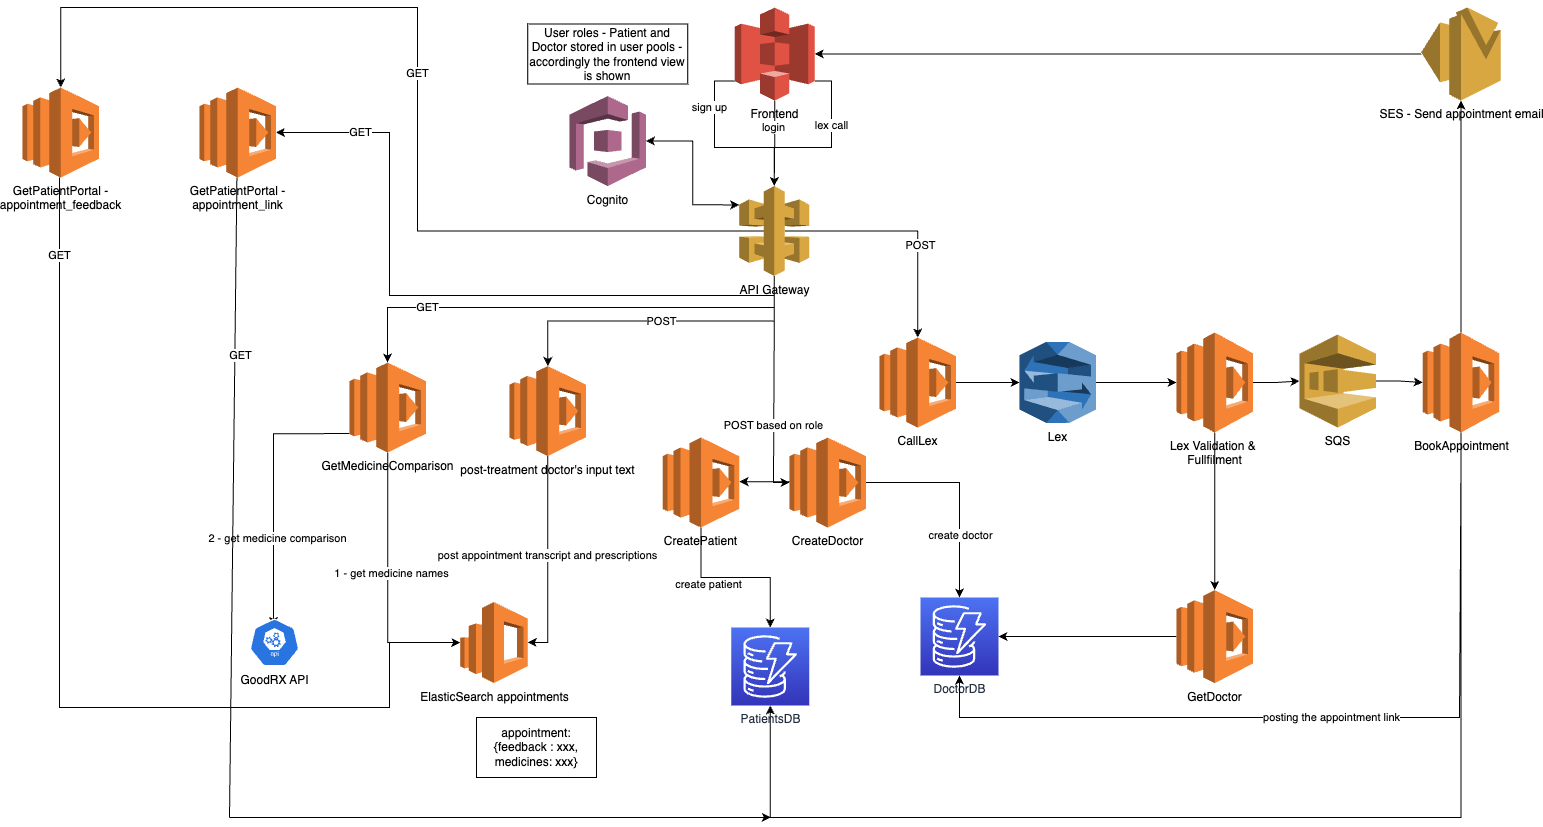 User roles - Patient and
Doctor stored in user pools -
accordingly the frontend view
is shown
GET
sign up
Frontend
login
lex call
SES - Send appointment email
GET
GetPatientPortal -
appointment_feedback
GetPatientPortal -
appointment_link
Cognito
GET
POST
API Gateway
GET
POST
GET
POST based on role
CallLex
Lex
Lex Validation &
Fullfilment
SQS
BookAppointment
GetMedicineComparison
post-treatment doctor's input text
CreatePatient
CreateDoctor
2 - get medicine comparison
create doctor
post appointment transcript and prescriptions
1 - get medicine names
create patient
api
GoodRX API
ElasticSearch appointments
DoctorDB
GetDoctor
PatientsDB
posting the appointment link
appointment:
{feedback : xxx,
medicines: xxx}